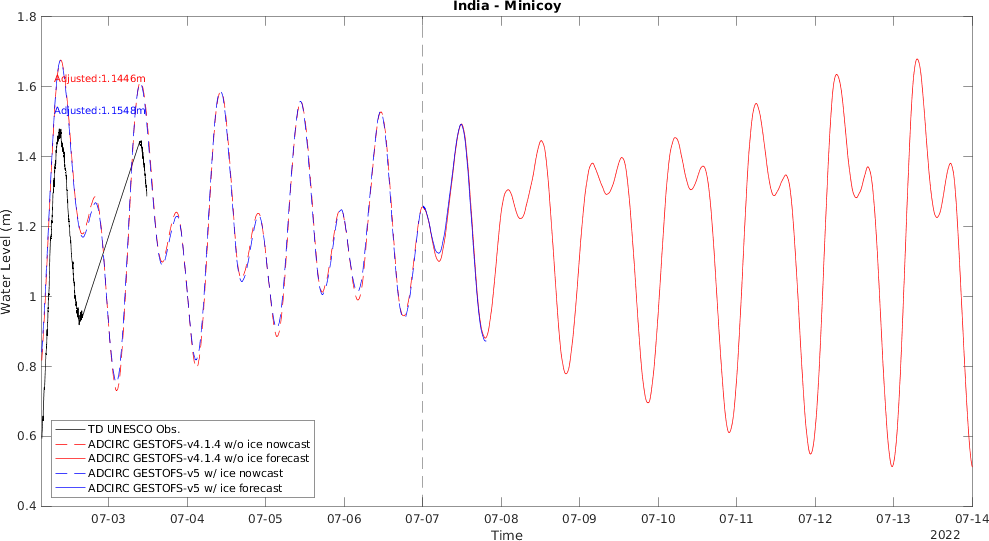 India - Minicoy
1.8
1.6
1.4
1.2
1
0.8
0.6
0.4
Water Level (m)
Adjusted:1.1446m
Adjusted:1.1548m
TD UNESCO Obs.
ADCIRC GESTOFS-v4.1.4 w/o ice nowcast
ADCIRC GESTOFS-v4.1.4 w/o ice forecast
ADCIRC GESTOFS-v5 w/ ice nowcast
ADCIRC GESTOFS-v5 w/ ice forecast
07-03 07-04 07-05 07-06 07-07 07-08 07-09 07-10 07-11 07-12 07-13 07-14
Time
2022